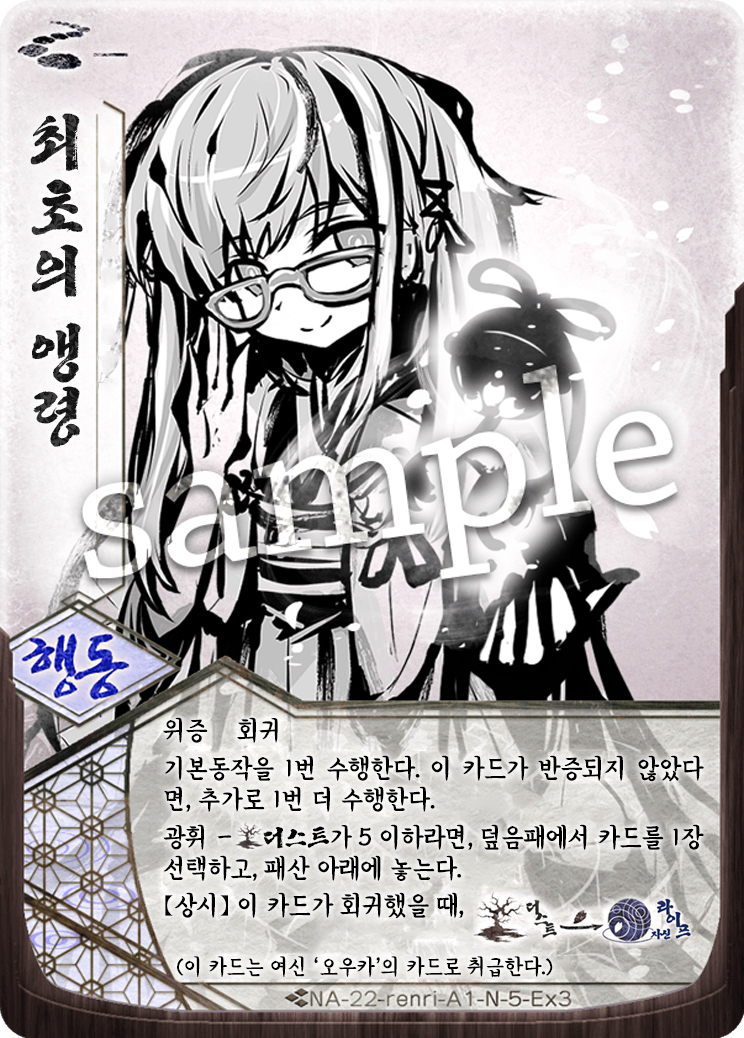 최초의 앵령
sample
행동
위증 회귀
기본동작을 1번 수행한다. 이 카드가 반증되지 않았다
면, 추가로 1번 더 수행한다.
광휘 - 더스트가 5 이하라면, 덮음패에서 카드를 1장
선택하고, 패산 아래에 놓는다.
【상시】 이 카드가 회귀했을 때, 더스트 자신 라이프
(이 카드는 여신 ‘오우카’의 카드로 취급한다.)
NA-22-renri-A1-N-5-Ex3